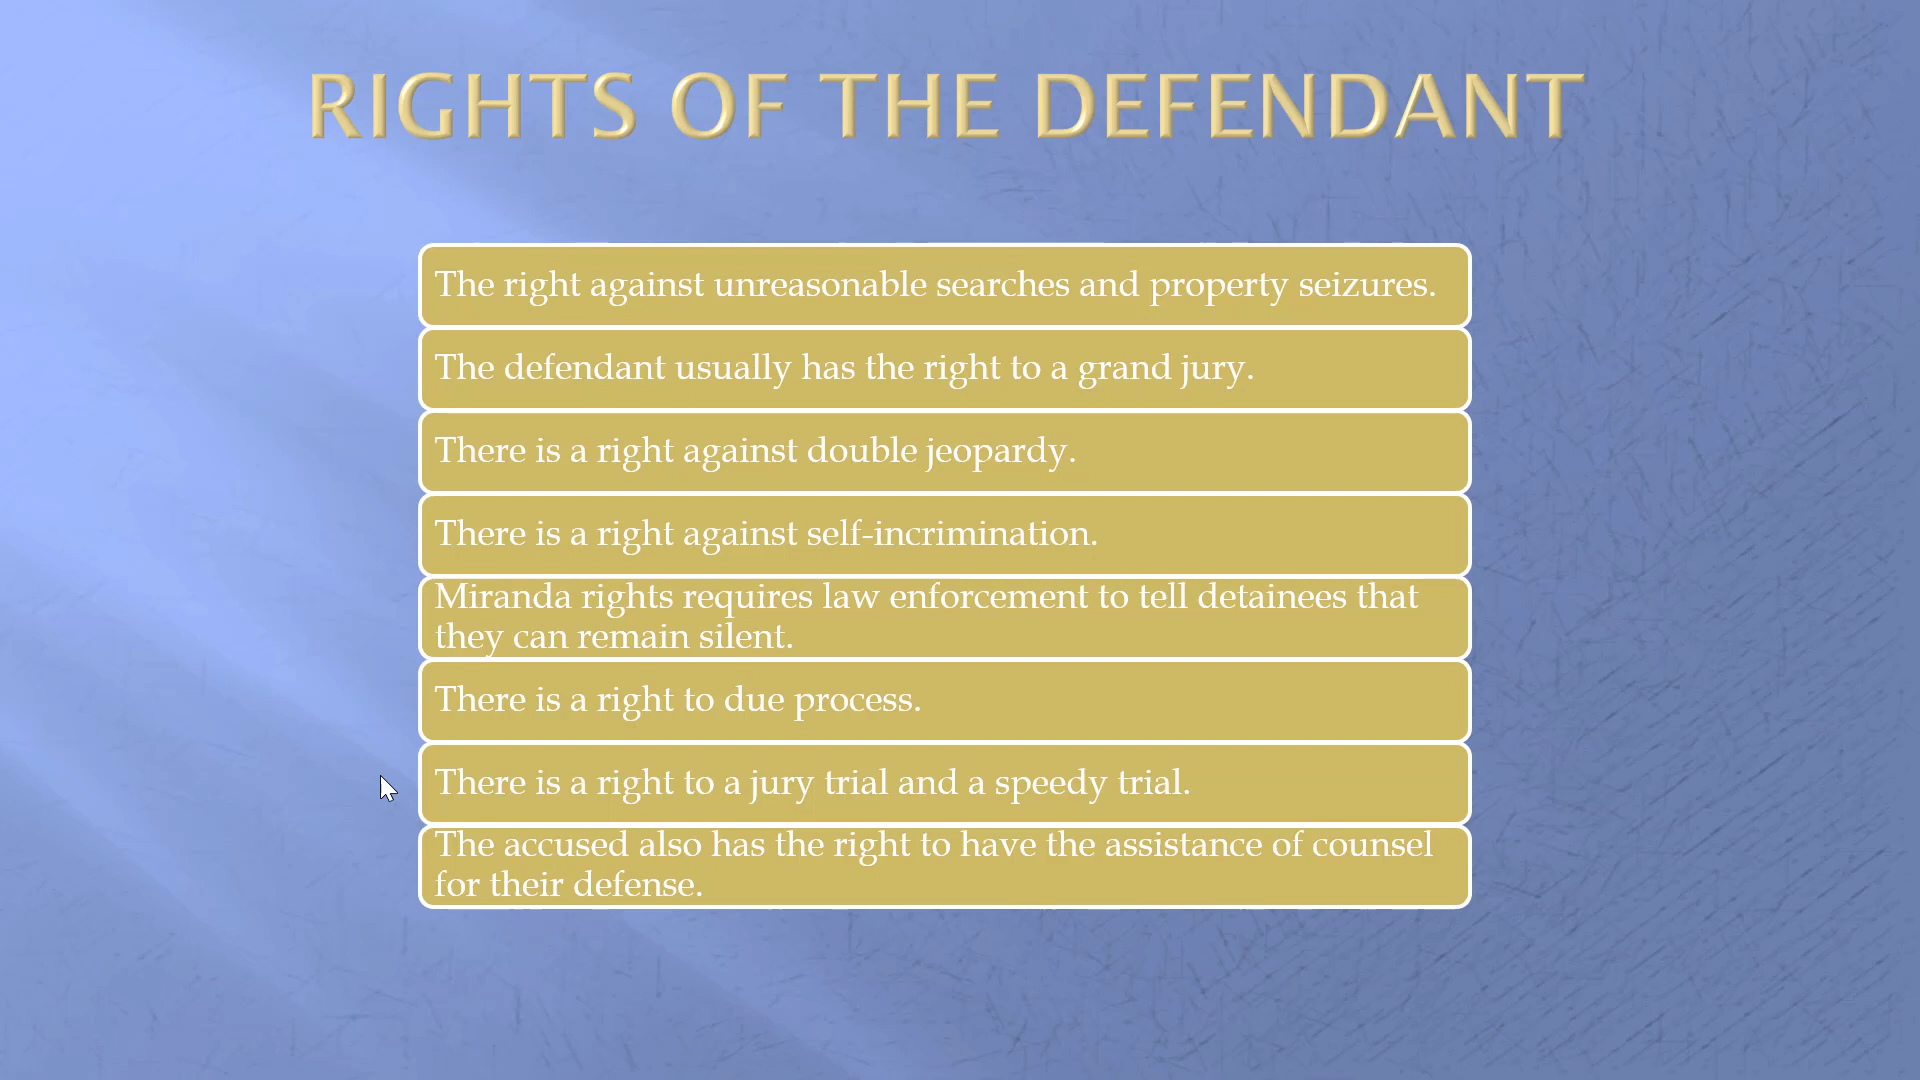 RIGHTS OF THE DEFENDANT
The right against unreasonable searches and property seizures.
The defendant usually has the right to a grand jury.
There is a right against double jeopardy.
There is a right against self-incrimination.
Miranda rights requires law enforcement to tell detainees that
they can remain silent.
There is a right to due process.
There is a right to a jury trial and a speedy trial.
The accused also has the right to have the assistance of counsel
for their defense.